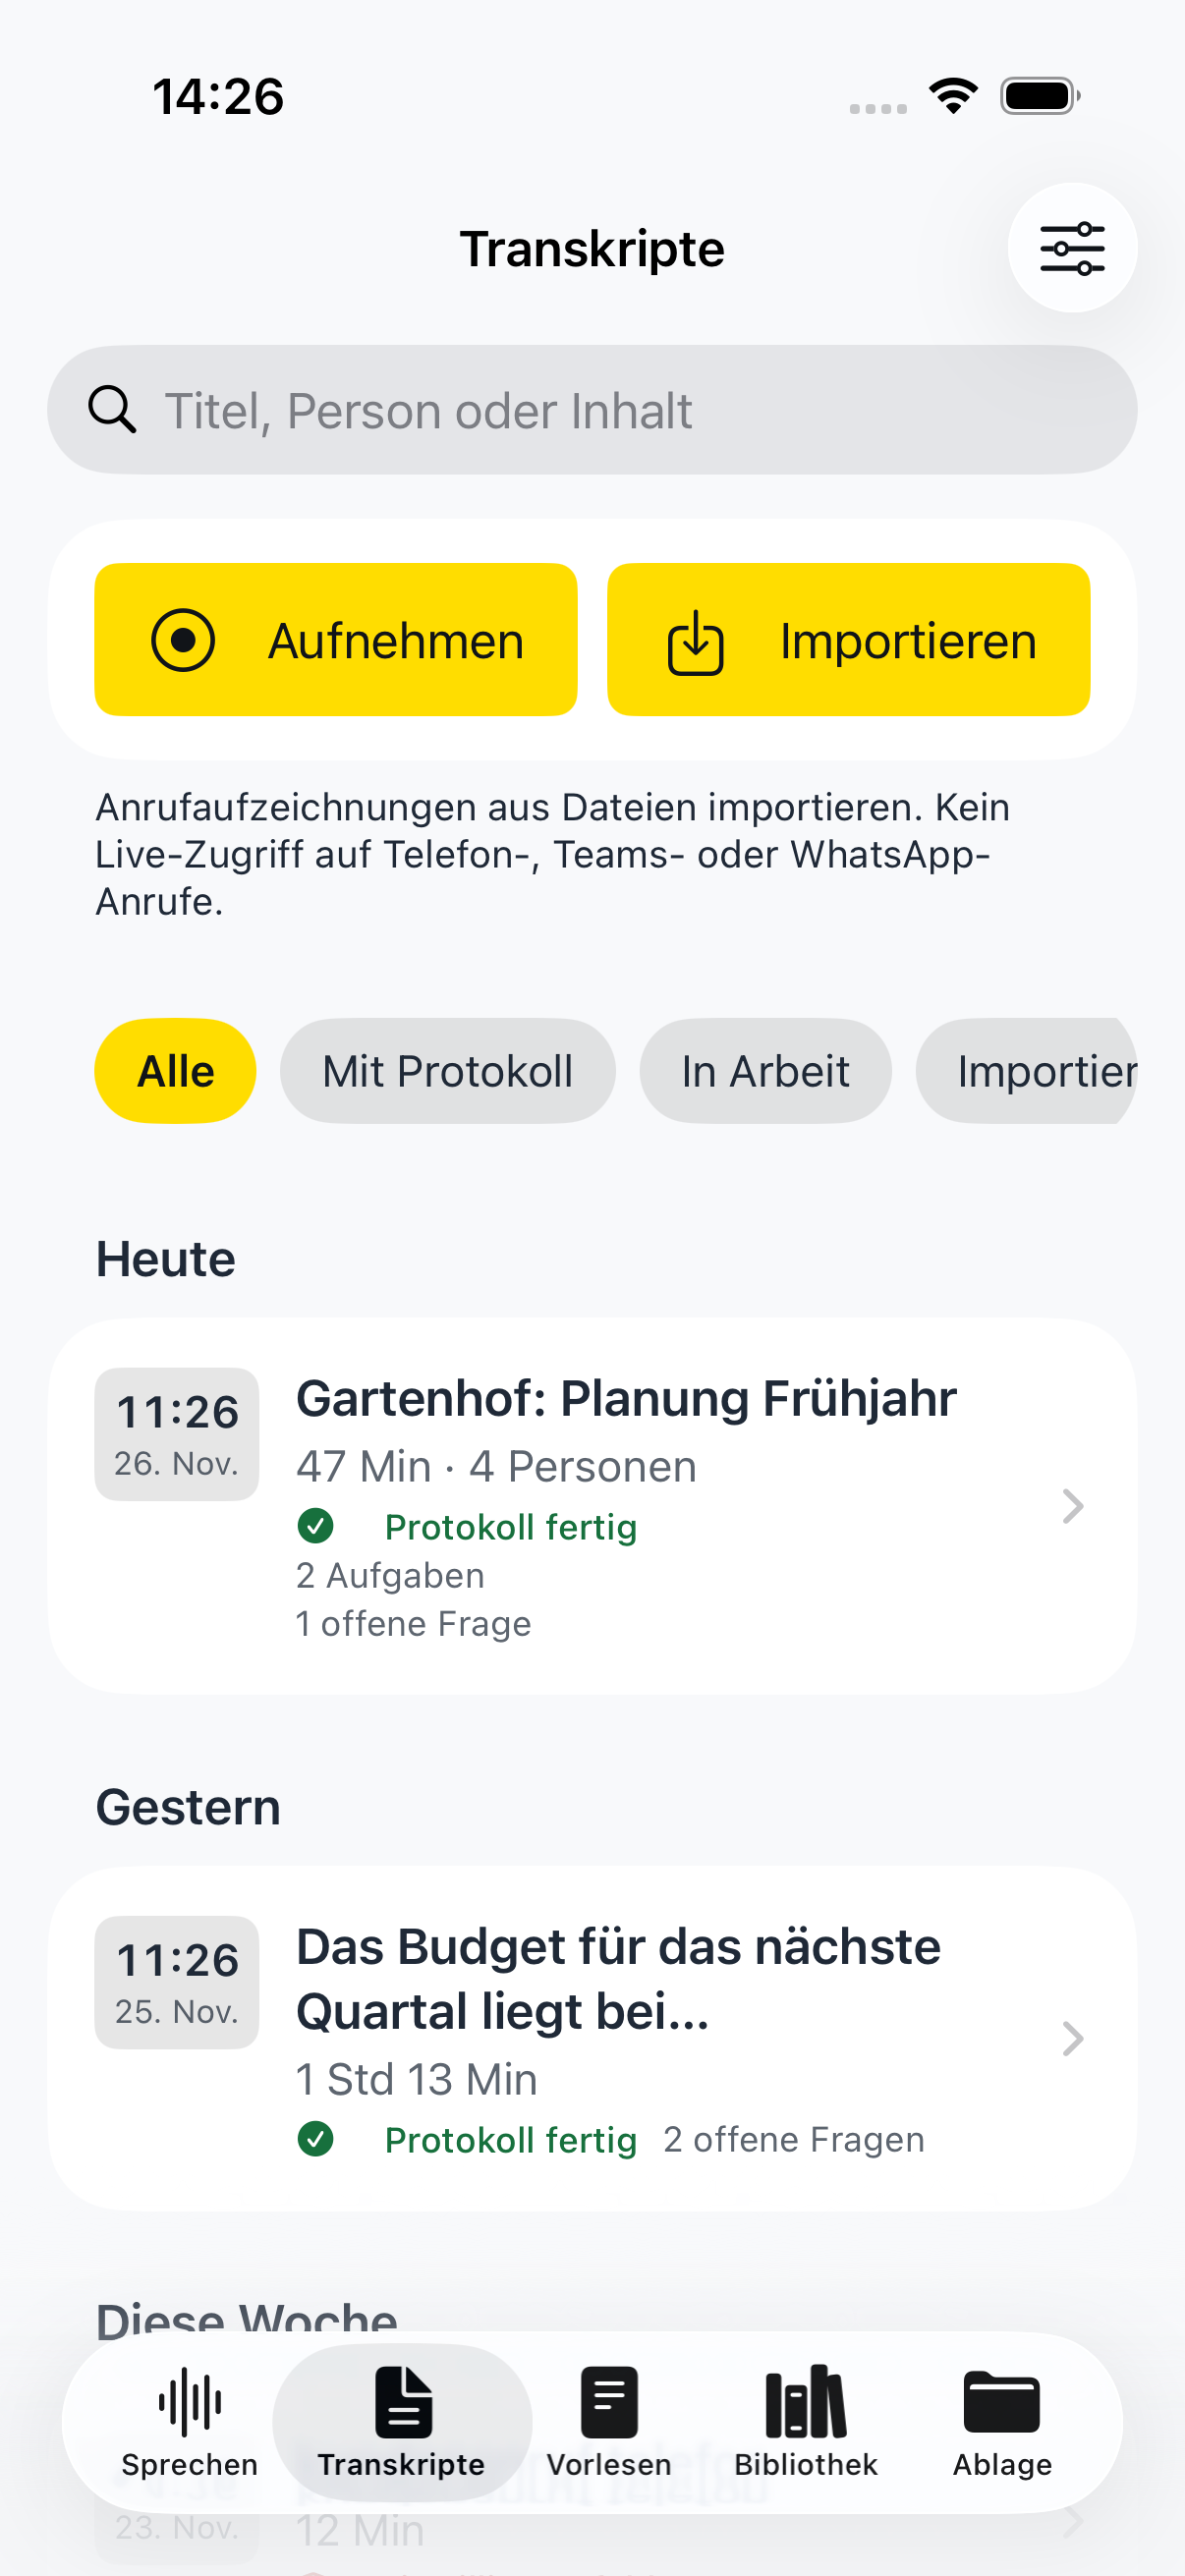 14:26
Transkripte
Titel, Person oder Inhalt
Aufnehmen
Importieren
Anrufaufzeichnungen aus Dateien importieren. Kein
Live-Zugriff auf Telefon-, Teams- oder WhatsApp-
Anrufe.
Alle
Mit Protokoll
In Arbeit
Importier
Heute
11:26
26. Nov.
Gartenhof: Planung Frühjahr
47 Min · 4 Personen
Protokoll fertig
2 Aufgaben
1 offene Frage
Gestern
11:26
25. Nov.
Das Budget für das nächste
Quartal liegt bei...
1 Std 13 Min
Protokoll fertig 2 offene Fragen
Diese Woche
Sprechen
Transkripte
Vorlesen
Bibliothek
Ablage
23. Nov.
12 Min